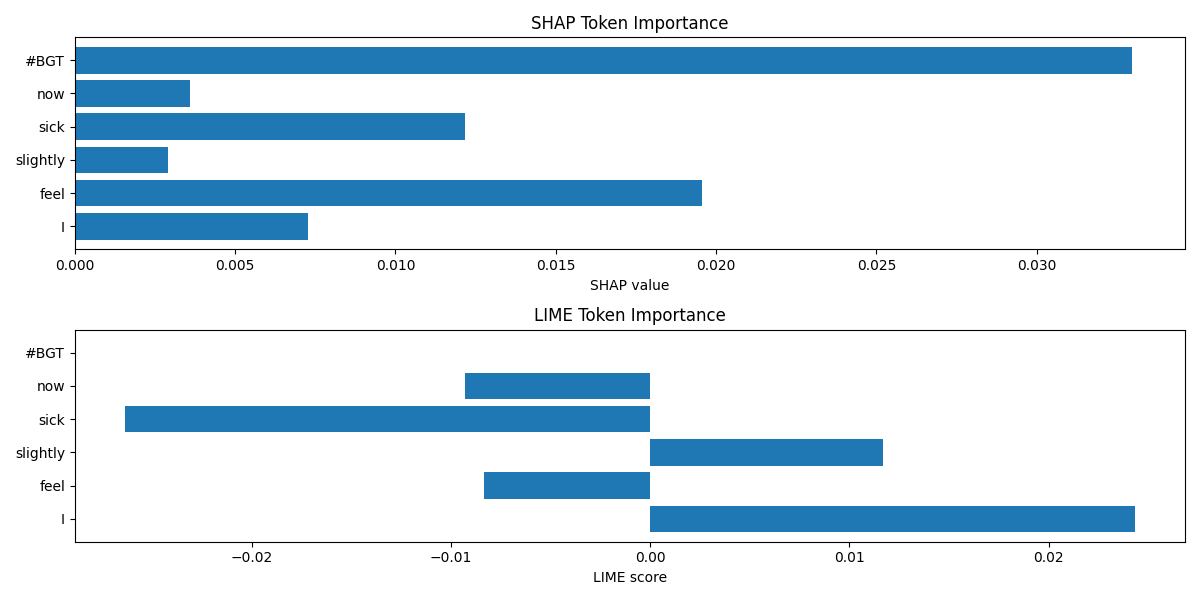 SHAP Token Importance
#BGT
now
sick
slightly
feel
I
0.000 0.005 0.010 0.015 0.020 0.025 0.030
SHAP value
LIME Token Importance
#BGT
now
sick
slightly
feel
I
−0.02 −0.01 0.00 0.01 0.02
LIME score